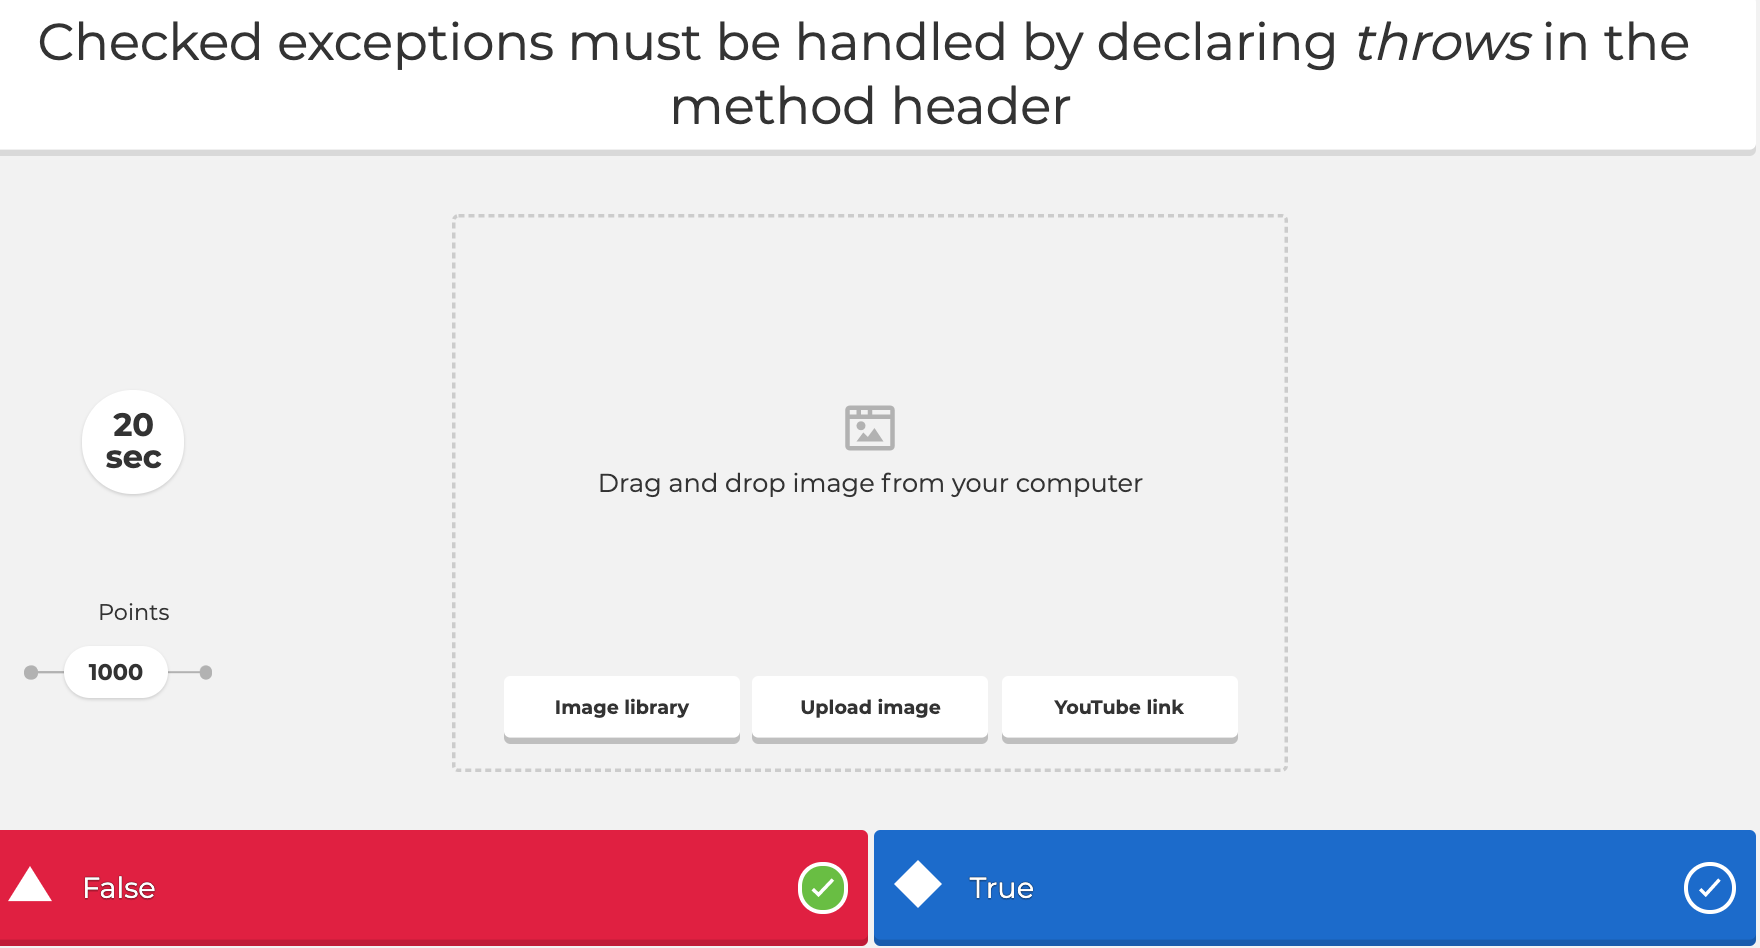 Checked exceptions must be handled by declaring throws in the
method header
20
sec
Drag and drop image from your computer
Points
1000
Image library
Upload image
YouTube link
False
True